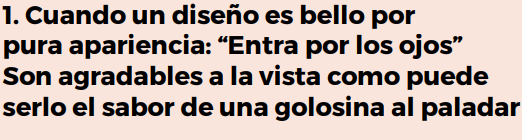 1. Cuando un diseño es bello por
pura apariencia: “Entra por los ojos”
Son agradables a la vista como puede
serlo el sabor de una golosina al paladar